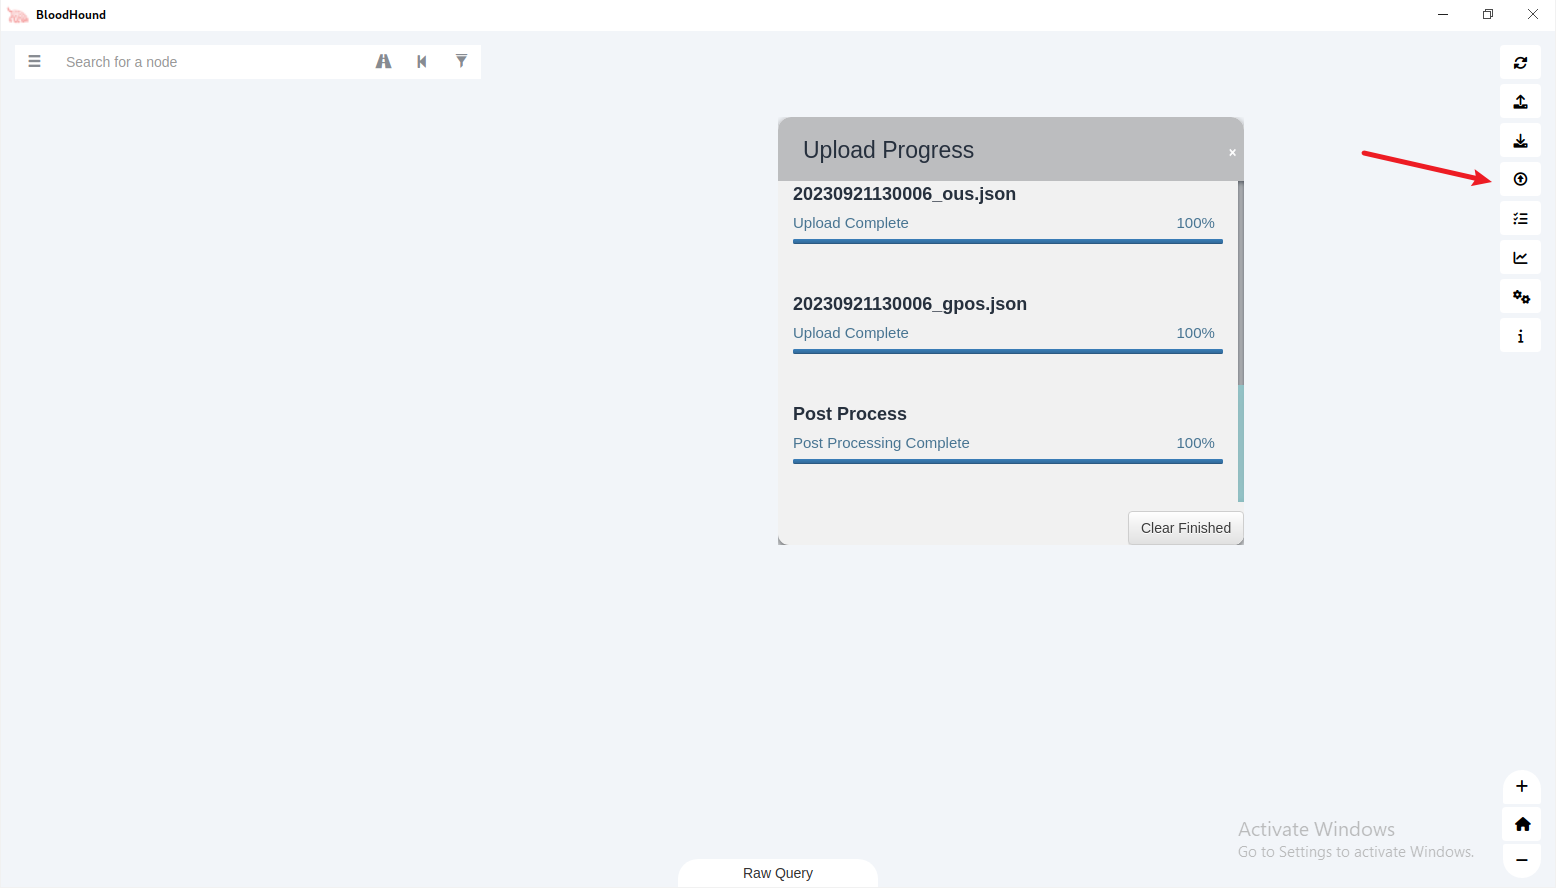 BloodHound
Search for a node
Upload Progress
×
20230921130006_ous.json
Upload Complete 100%
20230921130006_gpos.json
Upload Complete 100%
Post Process
Post Processing Complete 100%
Clear Finished
Activate Windows
Go to Settings to activate Windows.
Raw Query